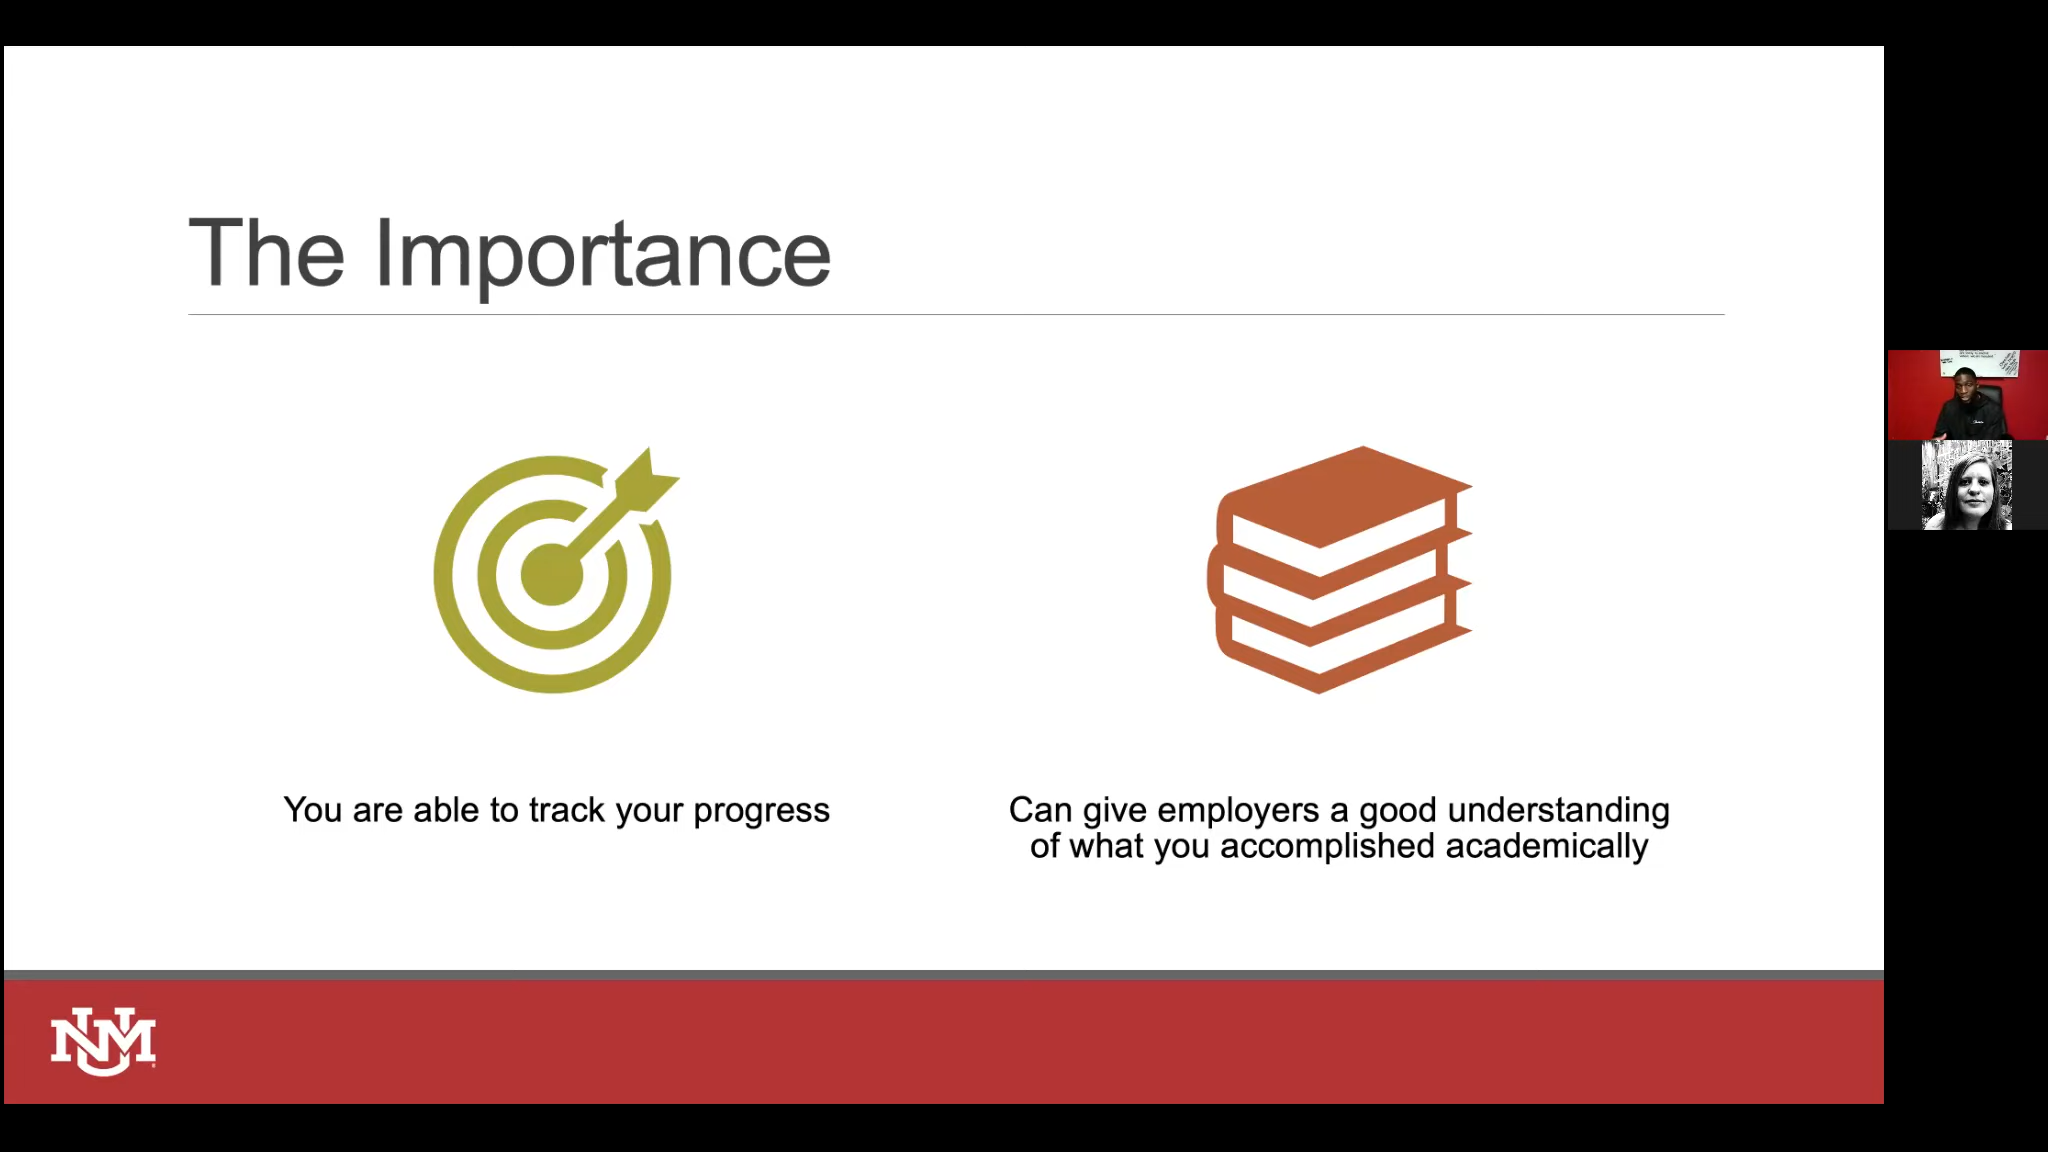 The Importance
You are able to track your progress
Can give employers a good understanding
of what you accomplished academically
UNM